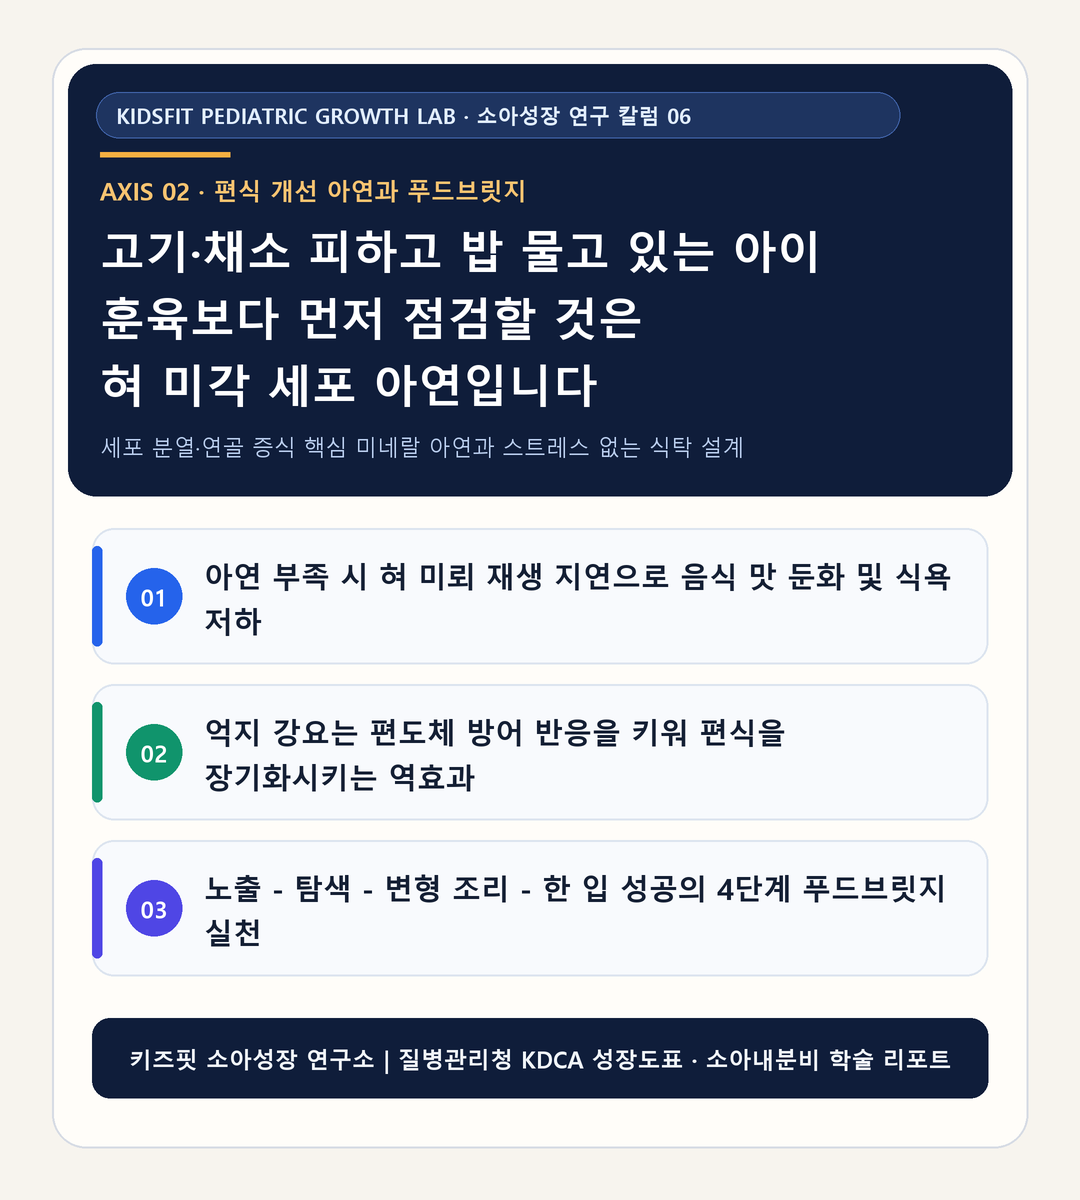 KIDSFIT PEDIATRIC GROWTH LAB · 소아성장 연구 칼럼 06
AXIS 02 · 편식 개선 아연과 푸드브릿지
고기·채소 피하고 밥 물고 있는 아이
훈육보다 먼저 점검할 것은
혀 미각 세포 아연입니다
세포 분열·연골 증식 핵심 미네랄 아연과 스트레스 없는 식탁 설계
01
아연 부족 시 혀 미뢰 재생 지연으로 음식 맛 둔화 및 식욕
저하
02
억지 강요는 편도체 방어 반응을 키워 편식을
장기화시키는 역효과
03
노출 - 탐색 - 변형 조리 - 한 입 성공의 4단계 푸드브릿지
실천
키즈핏 소아성장 연구소 | 질병관리청 KDCA 성장도표 · 소아내분비 학술 리포트